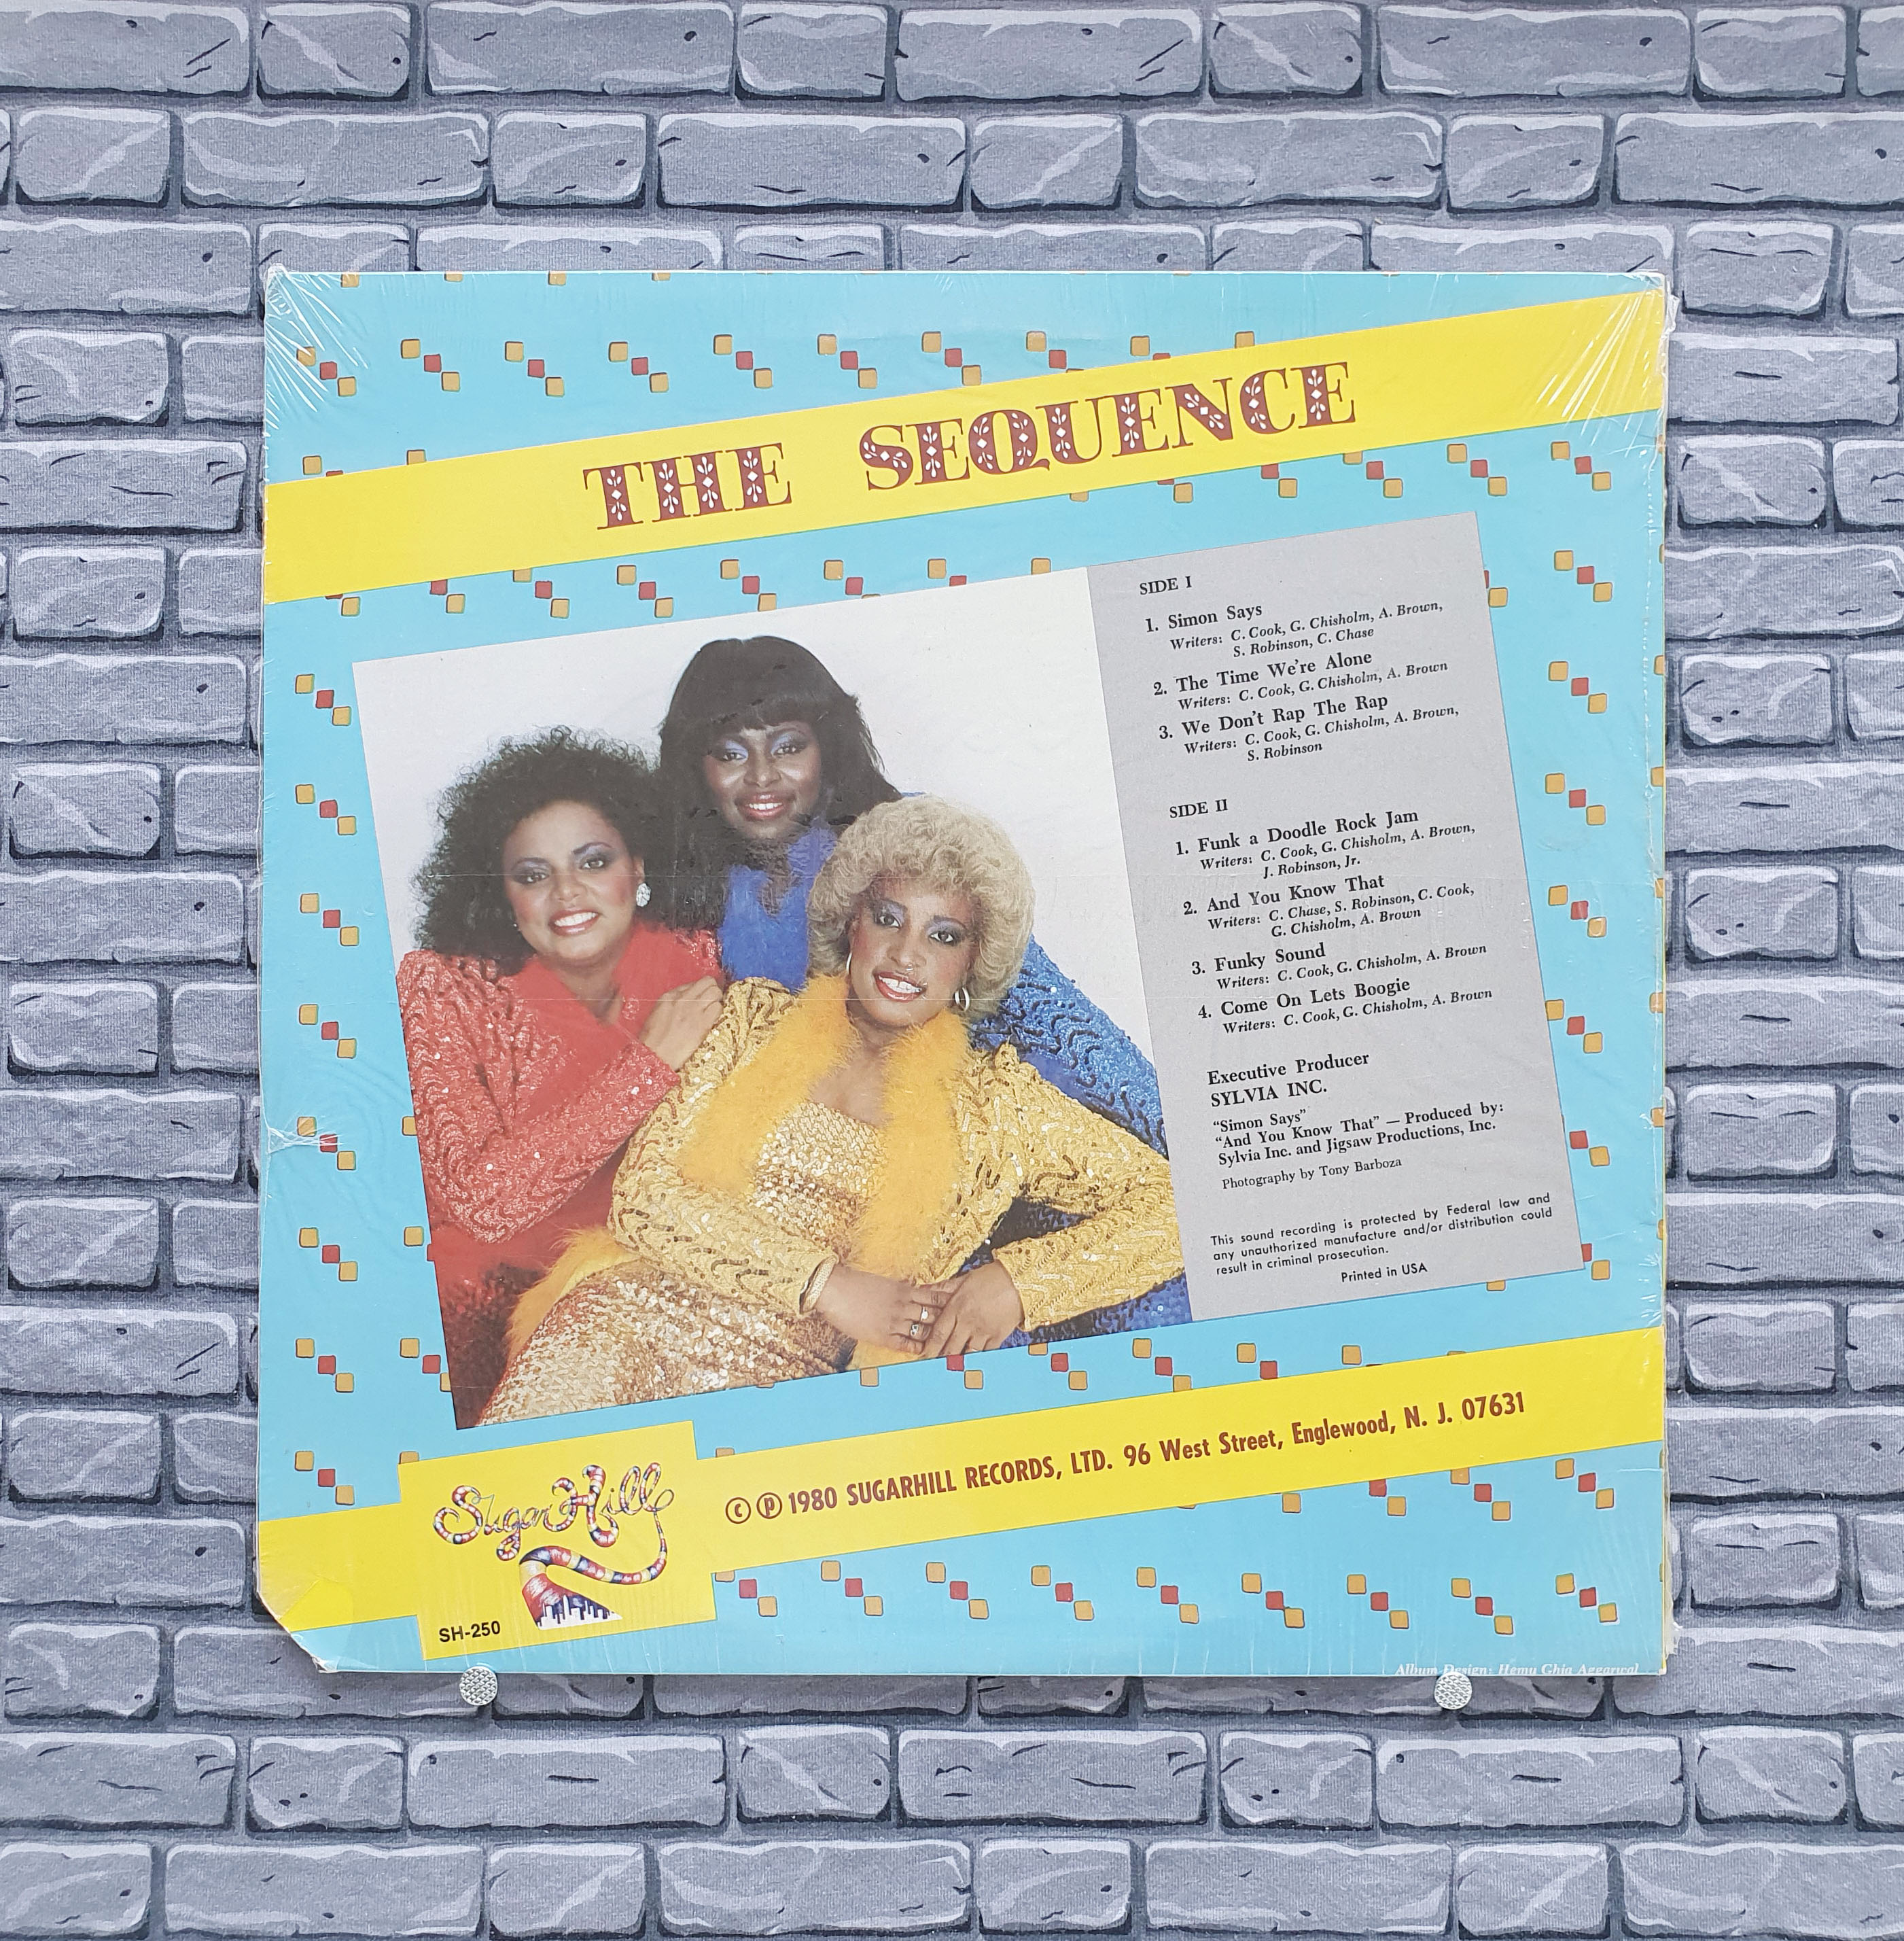 THE SEQUENCE
SIDE I
1. Simon Says
Writers: C. Cook, G. Chisholm, A. Brown,
S. Robinson, C. Chase
2. The Time We're Alone
Writers: C. Cook, G. Chisholm, A. Brown
3. We Don't Rap The Rap
Writers: C. Cook, G. Chisholm, A. Brown,
S. Robinson
SIDE II
1. Funk a Doodle Rock Jam
Writers: C. Cook, G. Chisholm, A. Brown,
J. Robinson, Jr.
2. And You Know That
Writers: C. Chase, S. Robinson, C. Cook,
G. Chisholm, A. Brown
3. Funky Sound
Writers: C. Cook, G. Chisholm, A. Brown
4. Come On Lets Boogie
Writers: C. Cook, G. Chisholm, A. Brown
Executive Producer
SYLVIA INC.
"Simon Says"
"And You Know That" — Produced by:
Sylvia Inc. and Jigsaw Productions, Inc.
Photography by Tony Barboza
This sound recording is protected by Federal law and
any unauthorized manufacture and/or distribution could
result in criminal prosecution.
Printed in USA
Sugar Hill
SH-250
© ℗ 1980 SUGARHILL RECORDS, LTD. 96 West Street, Englewood, N. J. 07631
Album Design: Hemu Ghia